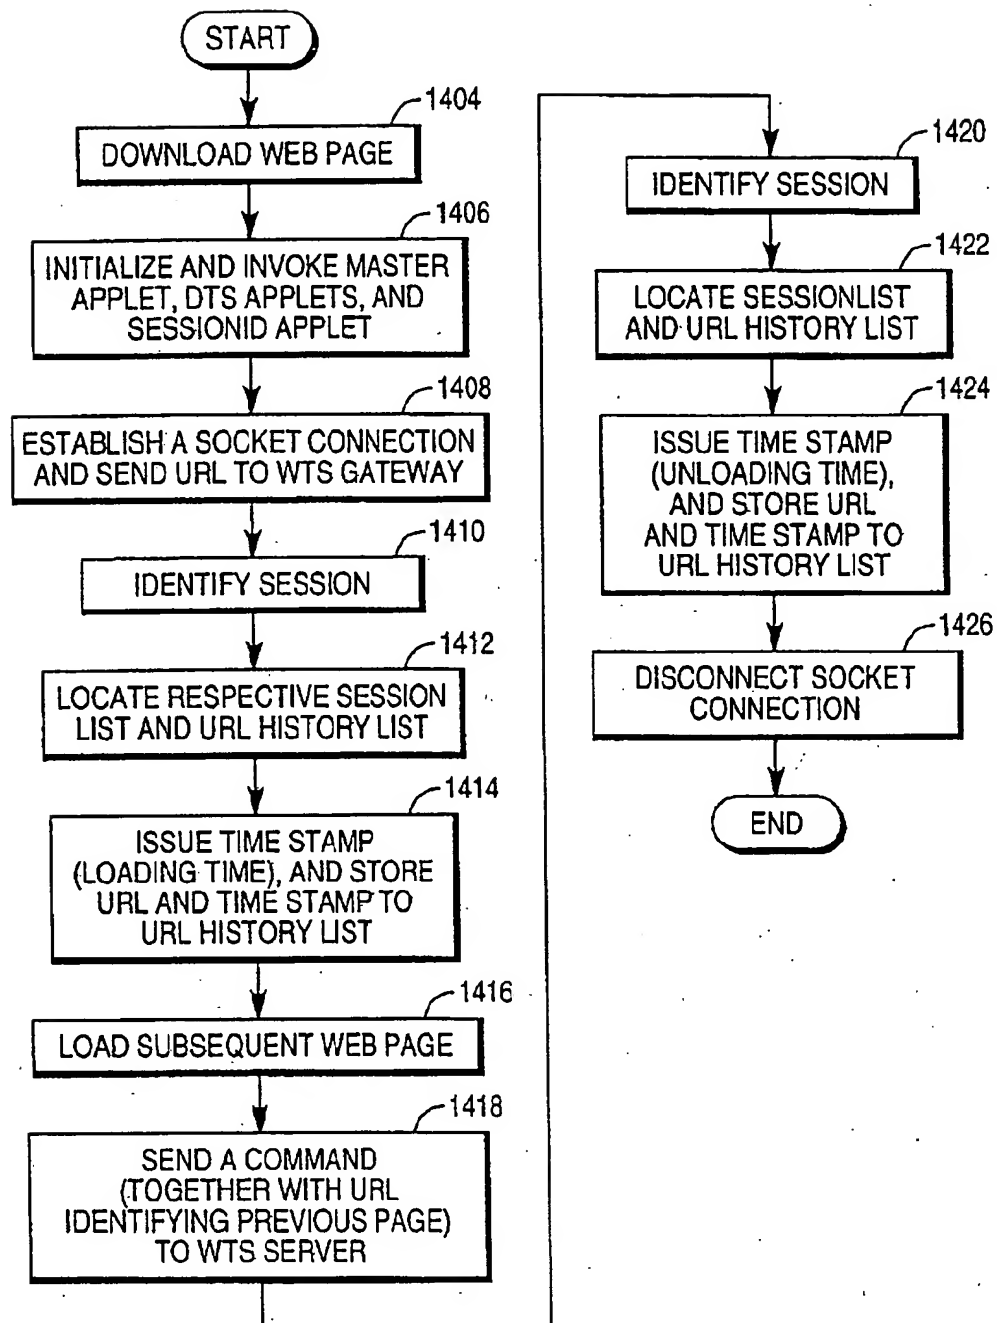 START
1404
DOWNLOAD WEB PAGE
1406
INITIALIZE AND INVOKE MASTER
APPLET, DTS APPLETS, AND
SESSIONID APPLET
1408
ESTABLISH A SOCKET CONNECTION
AND SEND URL TO WTS GATEWAY
1410
IDENTIFY SESSION
1412
LOCATE RESPECTIVE SESSION
LIST AND URL HISTORY LIST
1414
ISSUE TIME STAMP
(LOADING TIME), AND STORE
URL AND TIME STAMP TO
URL HISTORY LIST
1416
LOAD SUBSEQUENT WEB PAGE
1418
SEND A COMMAND
(TOGETHER WITH URL
IDENTIFYING PREVIOUS PAGE)
TO WTS SERVER
1420
IDENTIFY SESSION
1422
LOCATE SESSIONLIST
AND URL HISTORY LIST
1424
ISSUE TIME STAMP
(UNLOADING TIME),
AND STORE URL
AND TIME STAMP TO
URL HISTORY LIST
1426
DISCONNECT SOCKET
CONNECTION
END